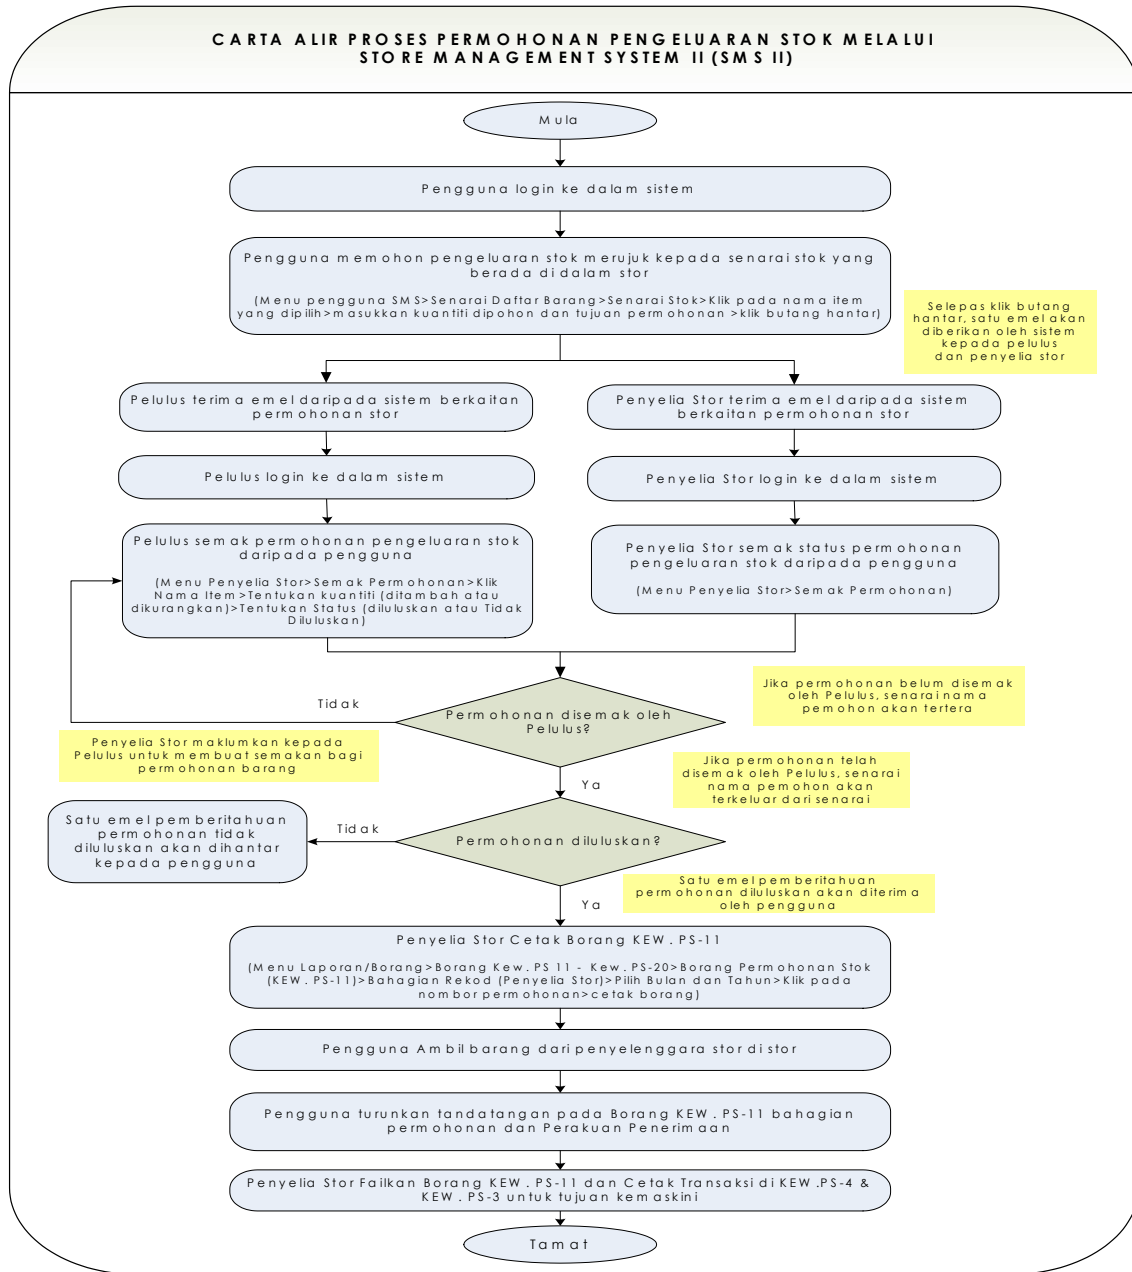 CARTA ALIR PROSES PERMOHONAN PENGELUARAN STOK MELALUI
STORE MANAGEMENT SYSTEM II (SMS II)
Mula
Pengguna login ke dalam sistem
Pengguna memohon pengeluaran stok merujuk kepada senarai stok yang
berada di dalam stor
(Menu pengguna SMS>Senarai Daftar Barang>Senarai Stok>Klik pada nama item
yang dipilih>masukkan kuantiti dipohon dan tujuan permohonan >klik butang hantar)
Selepas klik butang
hantar, satu emel akan
diberikan oleh sistem
kepada pelulus
dan penyelia stor
Pelulus terima emel daripada sistem berkaitan
permohonan stor
Penyelia Stor terima emel daripada sistem
berkaitan permohonan stor
Pelulus login ke dalam sistem
Penyelia Stor login ke dalam sistem
Pelulus semak permohonan pengeluaran stok
daripada pengguna
(Menu Penyelia Stor>Semak Permohonan>Klik
Nama Item>Tentukan kuantiti (ditambah atau
dikurangkan)>Tentukan Status (diluluskan atau Tidak
Diluluskan)
Penyelia Stor semak status permohonan
pengeluaran stok daripada pengguna
(Menu Penyelia Stor>Semak Permohonan)
Tidak
Permohonan disemak oleh
Pelulus?
Jika permohonan belum disemak
oleh Pelulus, senarai nama
pemohon akan tertera
Penyelia Stor maklumkan kepada
Pelulus untuk membuat semakan bagi
permohonan barang
Ya
Jika permohonan telah
disemak oleh Pelulus, senarai
nama pemohon akan
terkeluar dari senarai
Satu emel pemberitahuan
permohonan tidak
diluluskan akan dihantar
kepada pengguna
Tidak
Permohonan diluluskan?
Ya
Satu emel pemberitahuan
permohonan diluluskan akan diterima
oleh pengguna
Penyelia Stor Cetak Borang KEW. PS-11
(Menu Laporan/Borang>Borang Kew. PS 11 - Kew. PS-20>Borang Permohonan Stok
(KEW. PS-11)>Bahagian Rekod (Penyelia Stor)>Pilih Bulan dan Tahun>Klik pada
nombor permohonan>cetak borang)
Pengguna Ambil barang dari penyelenggara stor di stor
Pengguna turunkan tandatangan pada Borang KEW. PS-11 bahagian
permohonan dan Perakuan Penerimaan
Penyelia Stor Failkan Borang KEW. PS-11 dan Cetak Transaksi di KEW.PS-4 &
KEW. PS-3 untuk tujuan kemaskini
Tamat